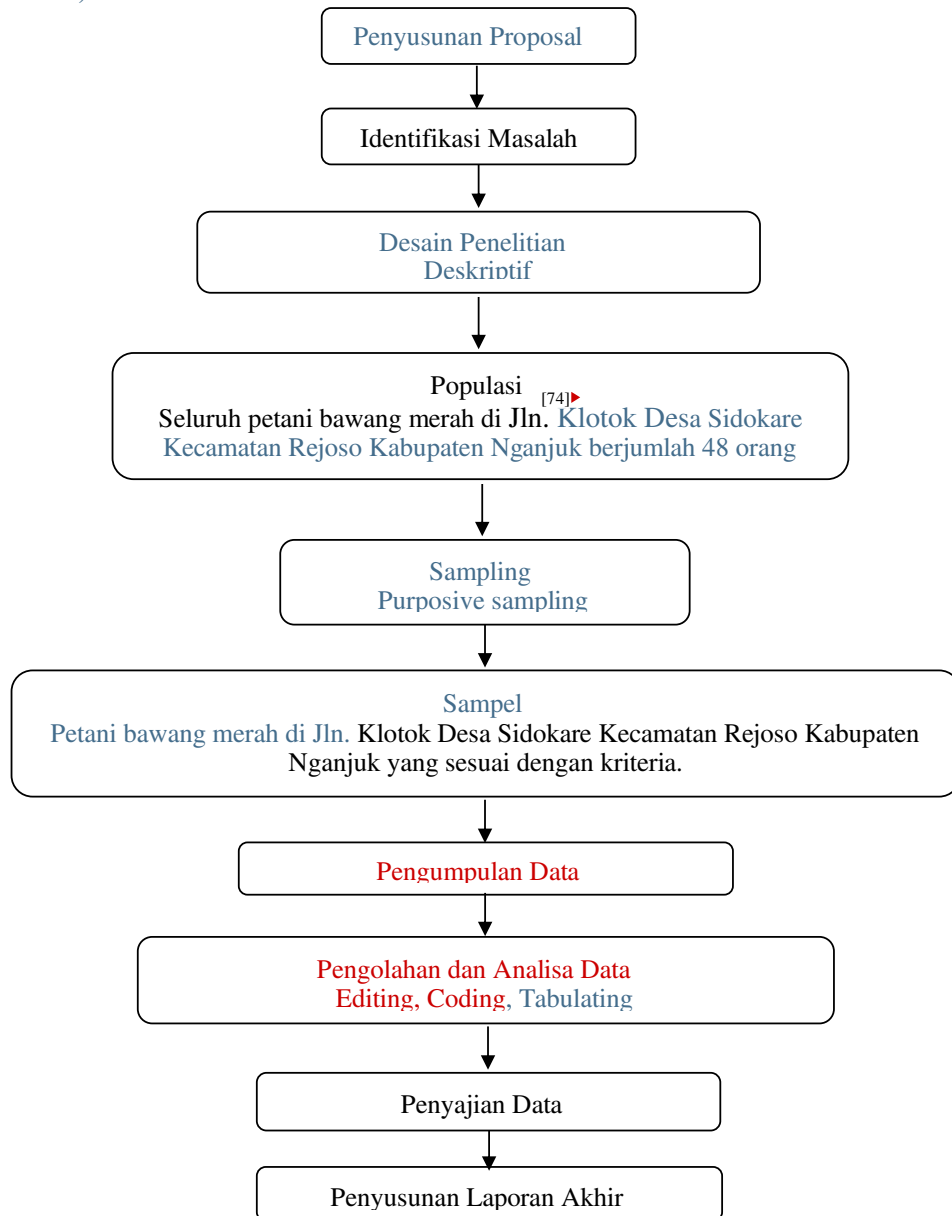 Penyusunan Proposal
Identifikasi Masalah
Desain Penelitian
Deskriptif
Populasi
[74]
Seluruh petani bawang merah di Jln. Klotok Desa Sidokare
Kecamatan Rejoso Kabupaten Nganjuk berjumlah 48 orang
Sampling
Purposive sampling
Sampel
Petani bawang merah di Jln. Klotok Desa Sidokare Kecamatan Rejoso Kabupaten
Nganjuk yang sesuai dengan kriteria.
Pengumpulan Data
Pengolahan dan Analisa Data
Editing, Coding, Tabulating
Penyajian Data
Penyusunan Laporan Akhir